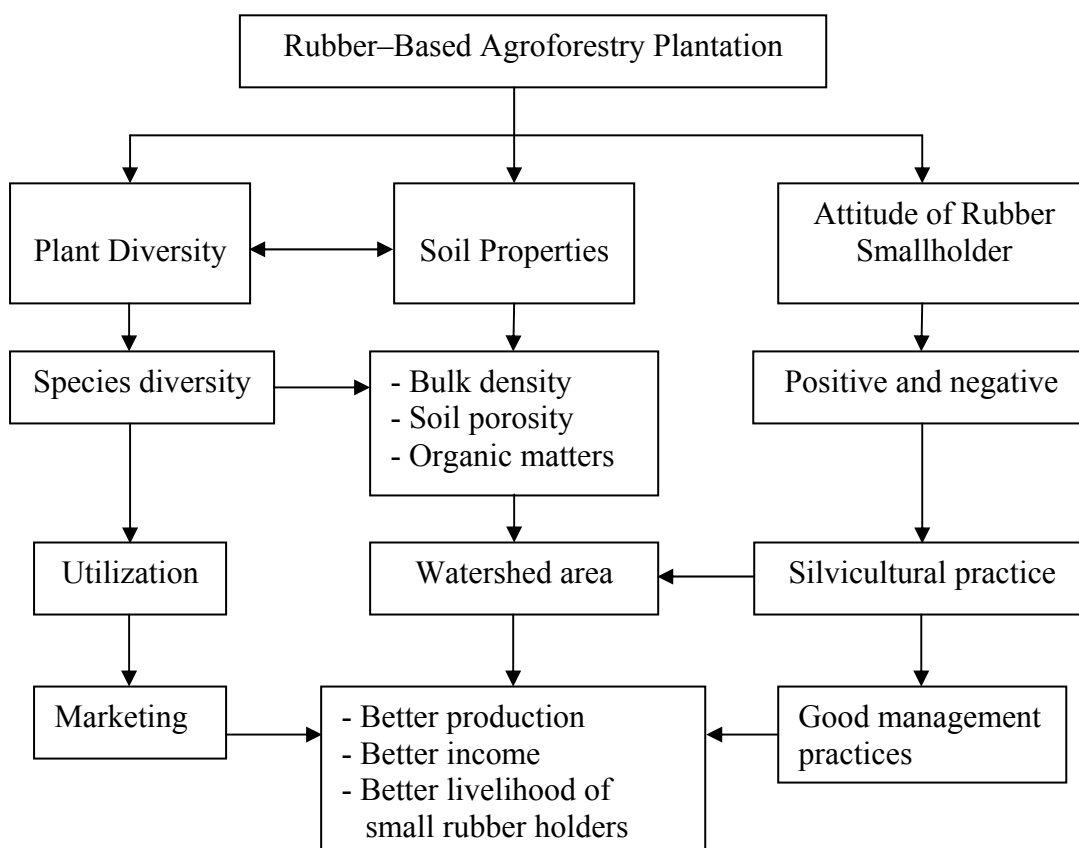 Rubber–Based Agroforestry Plantation
Plant Diversity
Soil Properties
Attitude of Rubber
Smallholder
Species diversity
- Bulk density
- Soil porosity
- Organic matters
Positive and negative
Utilization
Watershed area
Silvicultural practice
Marketing
- Better production
- Better income
- Better livelihood of
small rubber holders
Good management
practices